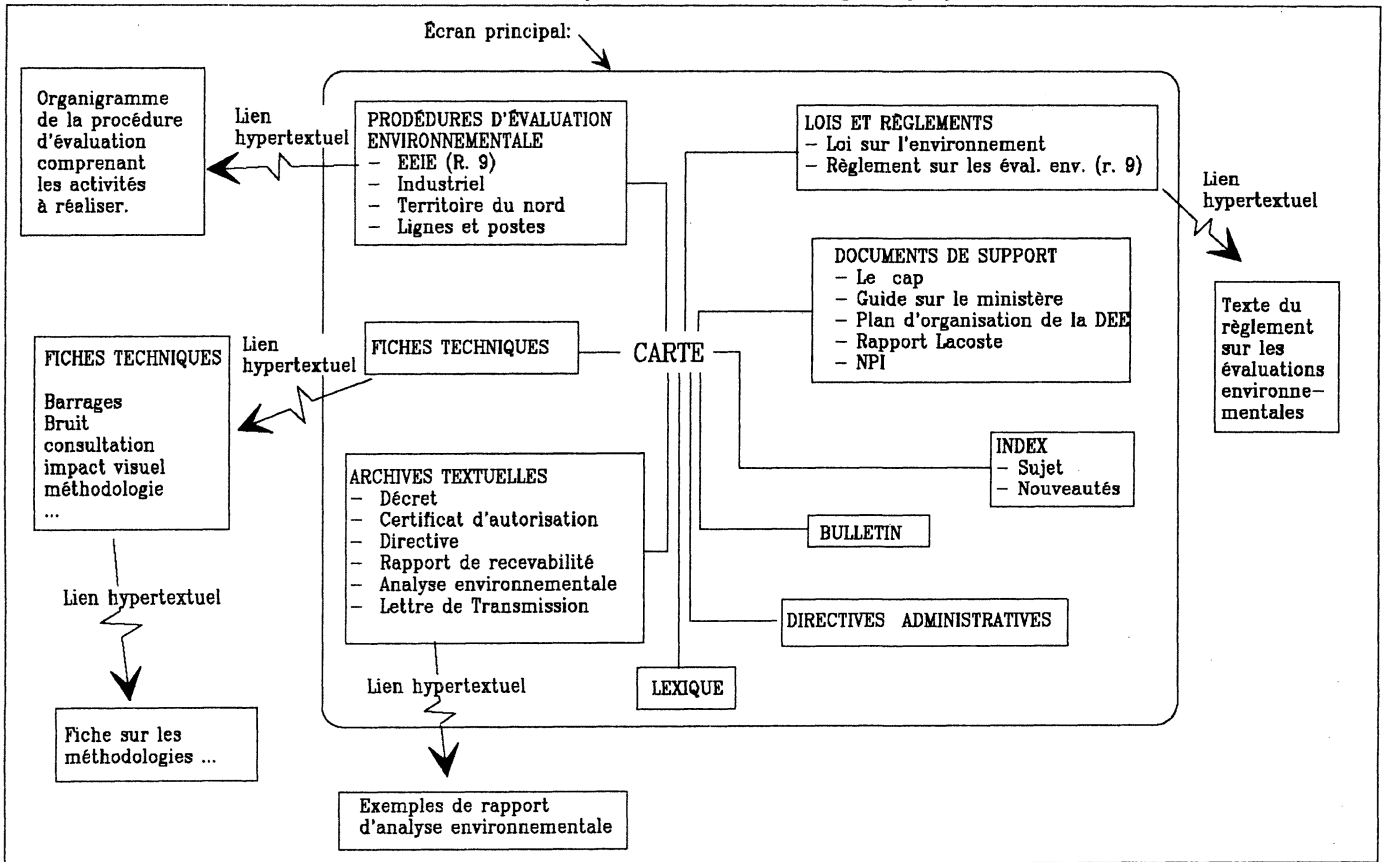 Écran principal:
Organigramme
de la procédure
d'évaluation
comprenant
les activités
à réaliser.
Lien
hypertextuel
PRODÉDURES D'ÉVALUATION
ENVIRONNEMENTALE
- EEIE (R. 9)
- Industriel
- Territoire du nord
- Lignes et postes
LOIS ET RÈGLEMENTS
- Loi sur l'environnement
- Règlement sur les éval. env. (r. 9)
Lien
hypertextuel
Texte du
règlement
sur les
évaluations
environne-
mentales
DOCUMENTS DE SUPPORT
- Le cap
- Guide sur le ministère
- Plan d'organisation de la DEE
- Rapport Lacoste
- NPI
FICHES TECHNIQUES
Barrages
Bruit
consultation
impact visuel
méthodologie
...
Lien
hypertextuel
FICHES TECHNIQUES
CARTE
INDEX
- Sujet
- Nouveautés
ARCHIVES TEXTUELLES
- Décret
- Certificat d'autorisation
- Directive
- Rapport de recevabilité
- Analyse environnementale
- Lettre de Transmission
BULLETIN
DIRECTIVES ADMINISTRATIVES
LEXIQUE
Lien hypertextuel
Fiche sur les
méthodologies ...
Lien hypertextuel
Exemples de rapport
d'analyse environnementale